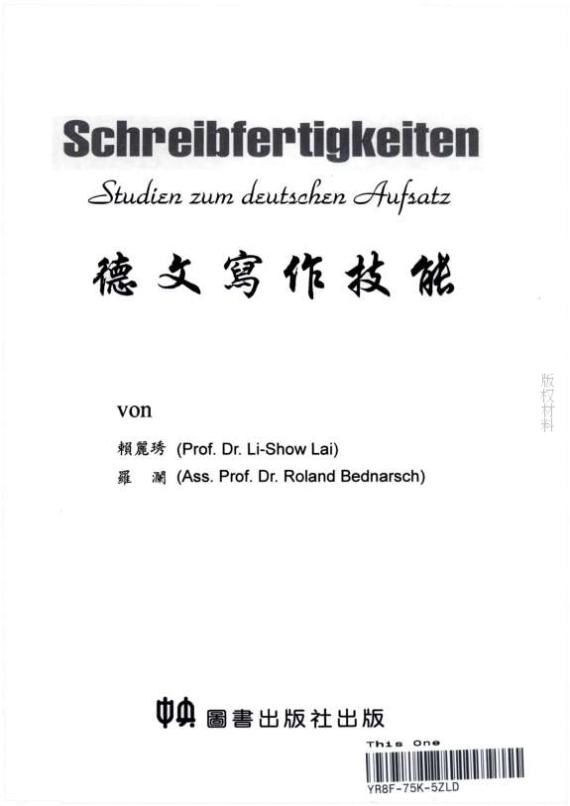 Schreibfertigkeiten
Studien zum deutschen Aufsatz
德文寫作技能
von
賴麗琇 (Prof. Dr. Li-Show Lai)
羅 瀾 (Ass. Prof. Dr. Roland Bednarsch)
版权材料
中央圖書出版社出版
This One
YR8F-75K-5ZLD